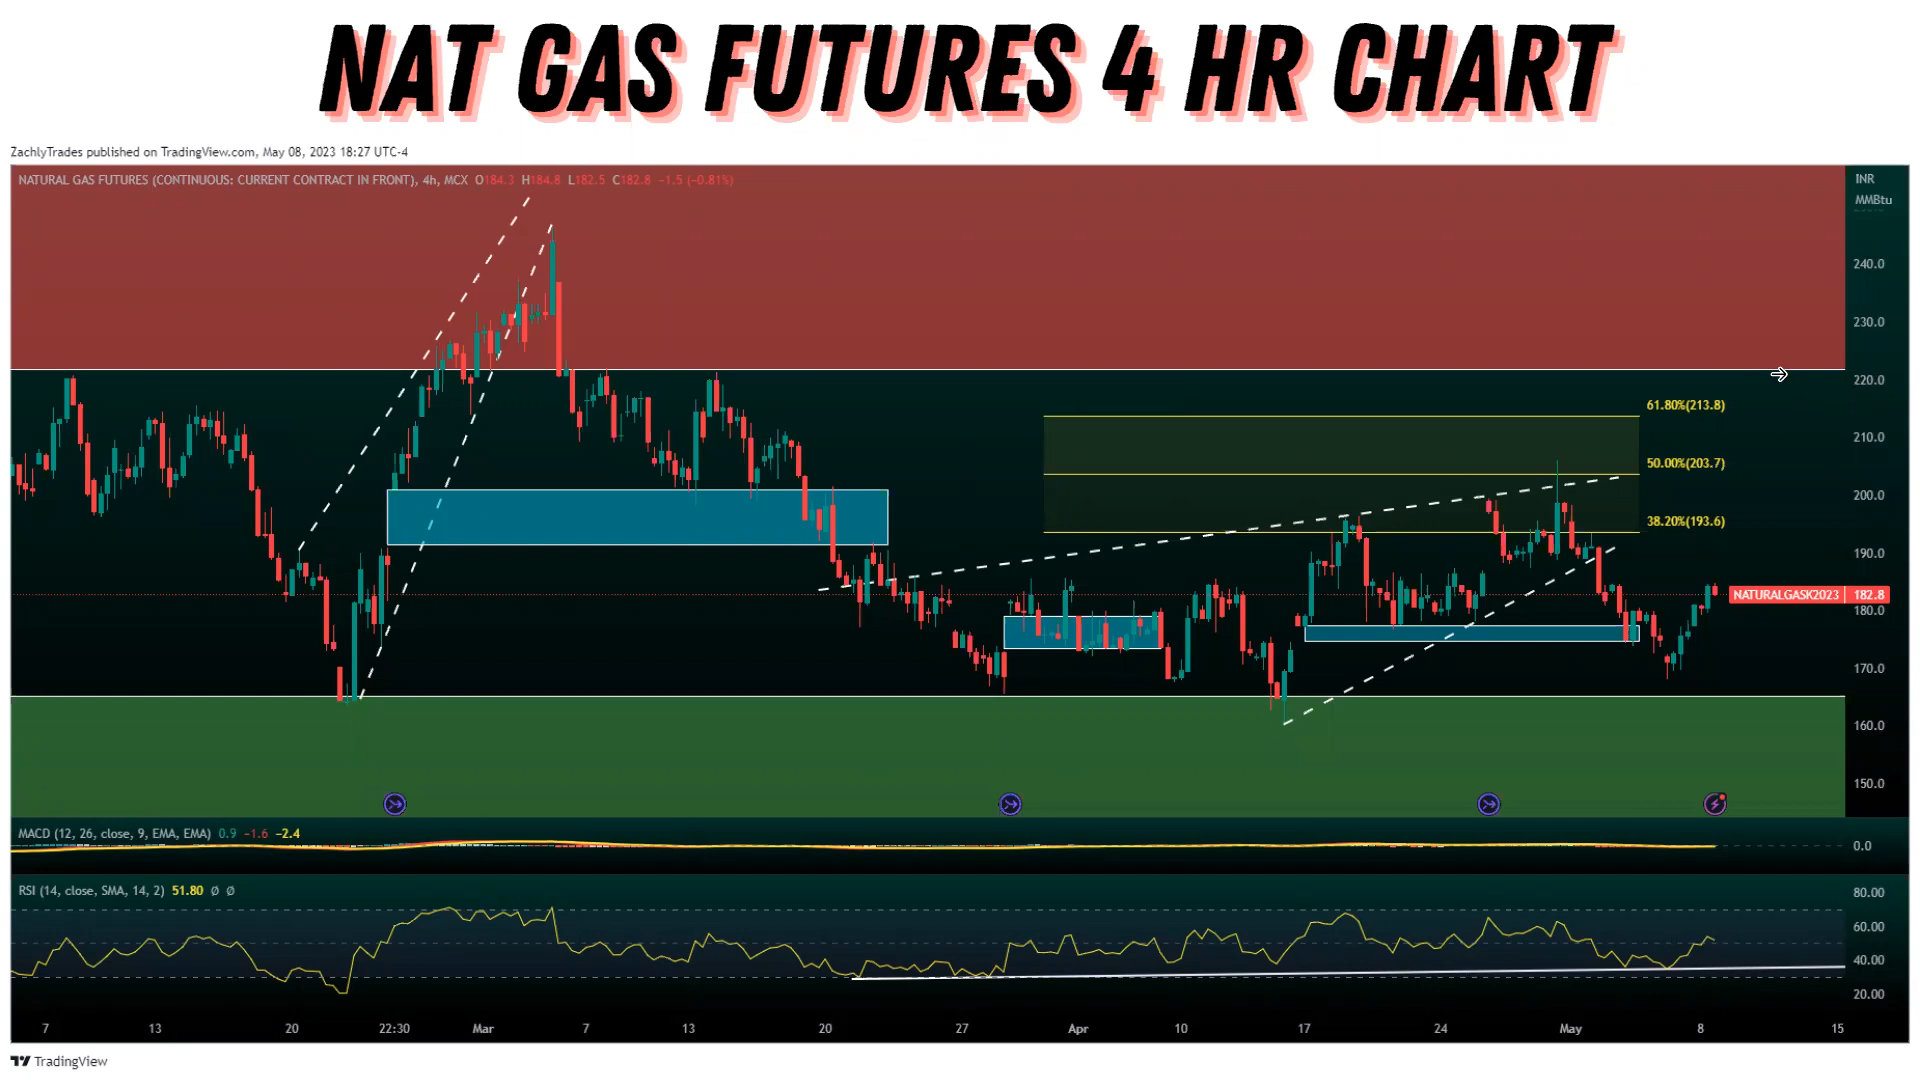 NAT GAS FUTURES 4 HR CHART
ZachlyTrades published on TradingView.com, May 08, 2023 18:27 UTC-4
NATURAL GAS FUTURES (CONTINUOUS: CURRENT CONTRACT IN FRONT), 4h, MCX O184.3 H184.8 L182.5 C182.8 −1.5 (−0.81%)
INR
MMBtu
240.0
230.0
220.0
61.80%(213.8)
210.0
50.00%(203.7)
200.0
38.20%(193.6)
190.0
NATURALGASK2023 182.8
180.0
170.0
160.0
150.0
MACD (12, 26, close, 9, EMA, EMA) 0.9 −1.6 −2.4
0.0
RSI (14, close, SMA, 14, 2) 51.80 Ø Ø
80.00
60.00
40.00
20.00
7 13 20 22:30 Mar 7 13 20 27 Apr 10 17 24 May 8 15
TradingView